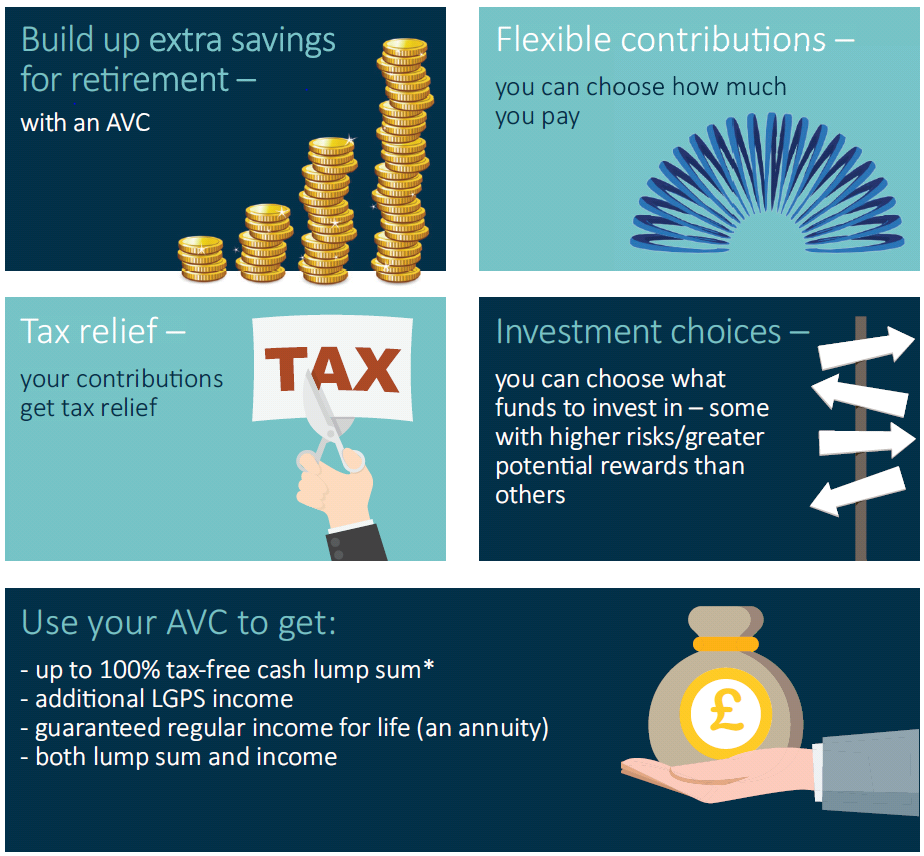 Build up extra savings
for retirement –
with an AVC
Flexible contributions –
you can choose how much
you pay
Tax relief –
your contributions
get tax relief
TAX
Investment choices –
you can choose what
funds to invest in – some
with higher risks/greater
potential rewards than
others
Use your AVC to get:
- up to 100% tax-free cash lump sum*
- additional LGPS income
- guaranteed regular income for life (an annuity)
- both lump sum and income
£